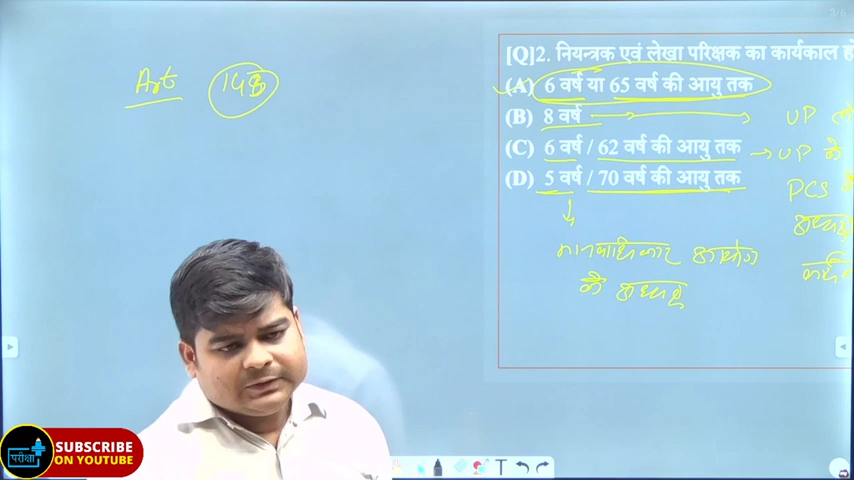 [Q]2. नियन्त्रक एवं लेखा परिक्षक का कार्यकाल
(A) 6 वर्ष या 65 वर्ष की आयु तक
(B) 8 वर्ष
(C) 6 वर्ष / 62 वर्ष की आयु तक
(D) 5 वर्ष / 70 वर्ष की आयु तक
Art 148
UP
UP के
PCS
मानवाधिकार आयोग
के अध्यक्ष
परीक्षा
SUBSCRIBE
ON YOUTUBE